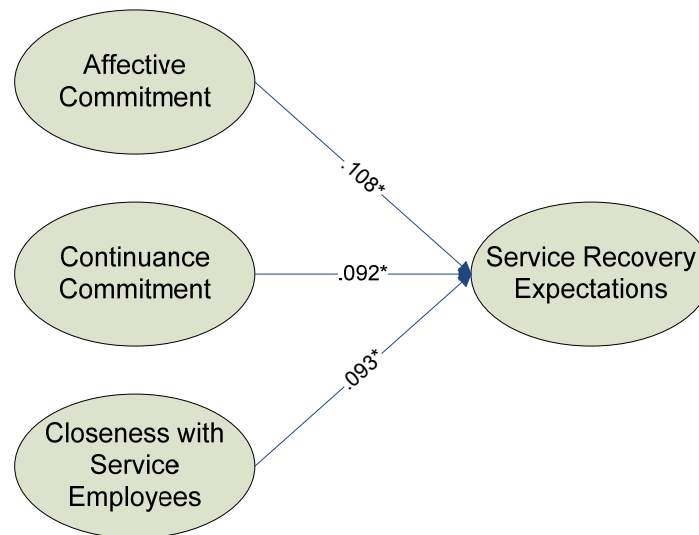 Affective
Commitment
.108*
Continuance
Commitment
.092*
Service Recovery
Expectations
.093*
Closeness with
Service
Employees